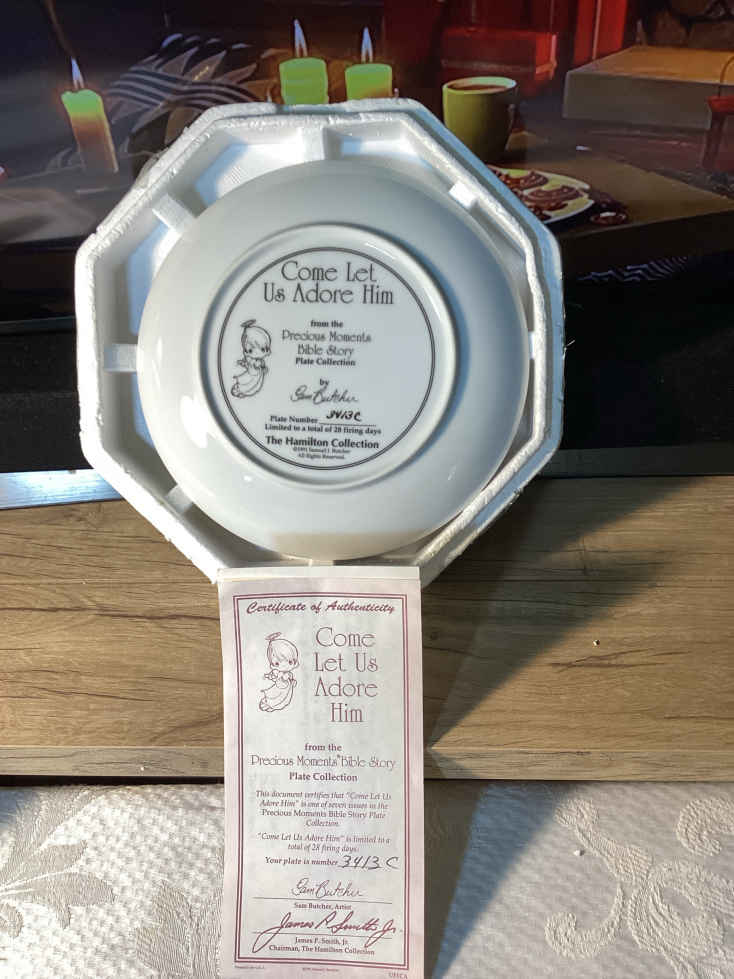 Come Let
Us Adore Him
from the
Precious Moments
Bible Story
Plate Collection
by
Sam Butcher
Plate Number 3413 C
Limited to a total of 28 firing days
The Hamilton Collection
©1991 Samuel J. Butcher
All Rights Reserved.
Certificate of Authenticity
Come
Let Us
Adore
Him
from the
Precious Moments® Bible Story
Plate Collection
This document certifies that "Come Let Us
Adore Him" is one of seven issues in the
Precious Moments Bible Story Plate
Collection.
"Come Let Us Adore Him" is limited to a
total of 28 firing days.
Your plate is number 3413 C
Sam Butcher
Sam Butcher, Artist
James P. Smith, Jr.
James P. Smith, Jr.
Chairman, The Hamilton Collection